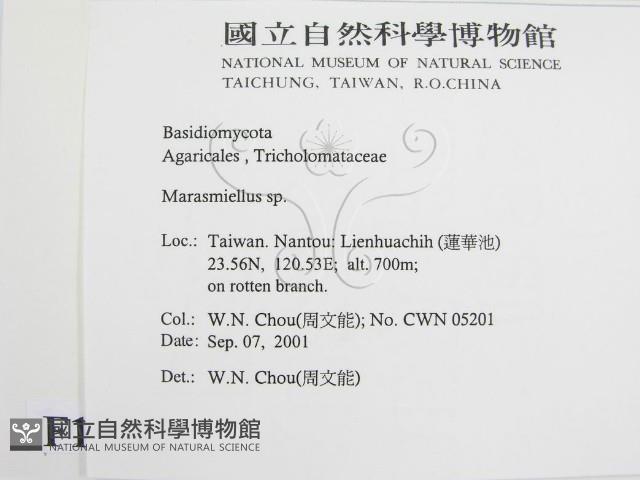 國立自然科學博物館
NATIONAL MUSEUM OF NATURAL SCIENCE
TAICHUNG, TAIWAN, R.O.CHINA
Basidiomycota
Agaricales , Tricholomataceae
Marasmiellus sp.
Loc.: Taiwan. Nantou: Lienhuachih (蓮華池)
23.56N, 120.53E; alt. 700m;
on rotten branch.
Col.: W.N. Chou(周文能); No. CWN 05201
Date: Sep. 07, 2001
Det.: W.N. Chou(周文能)
F1
國立自然科學博物館
NATIONAL MUSEUM OF NATURAL SCIENCE